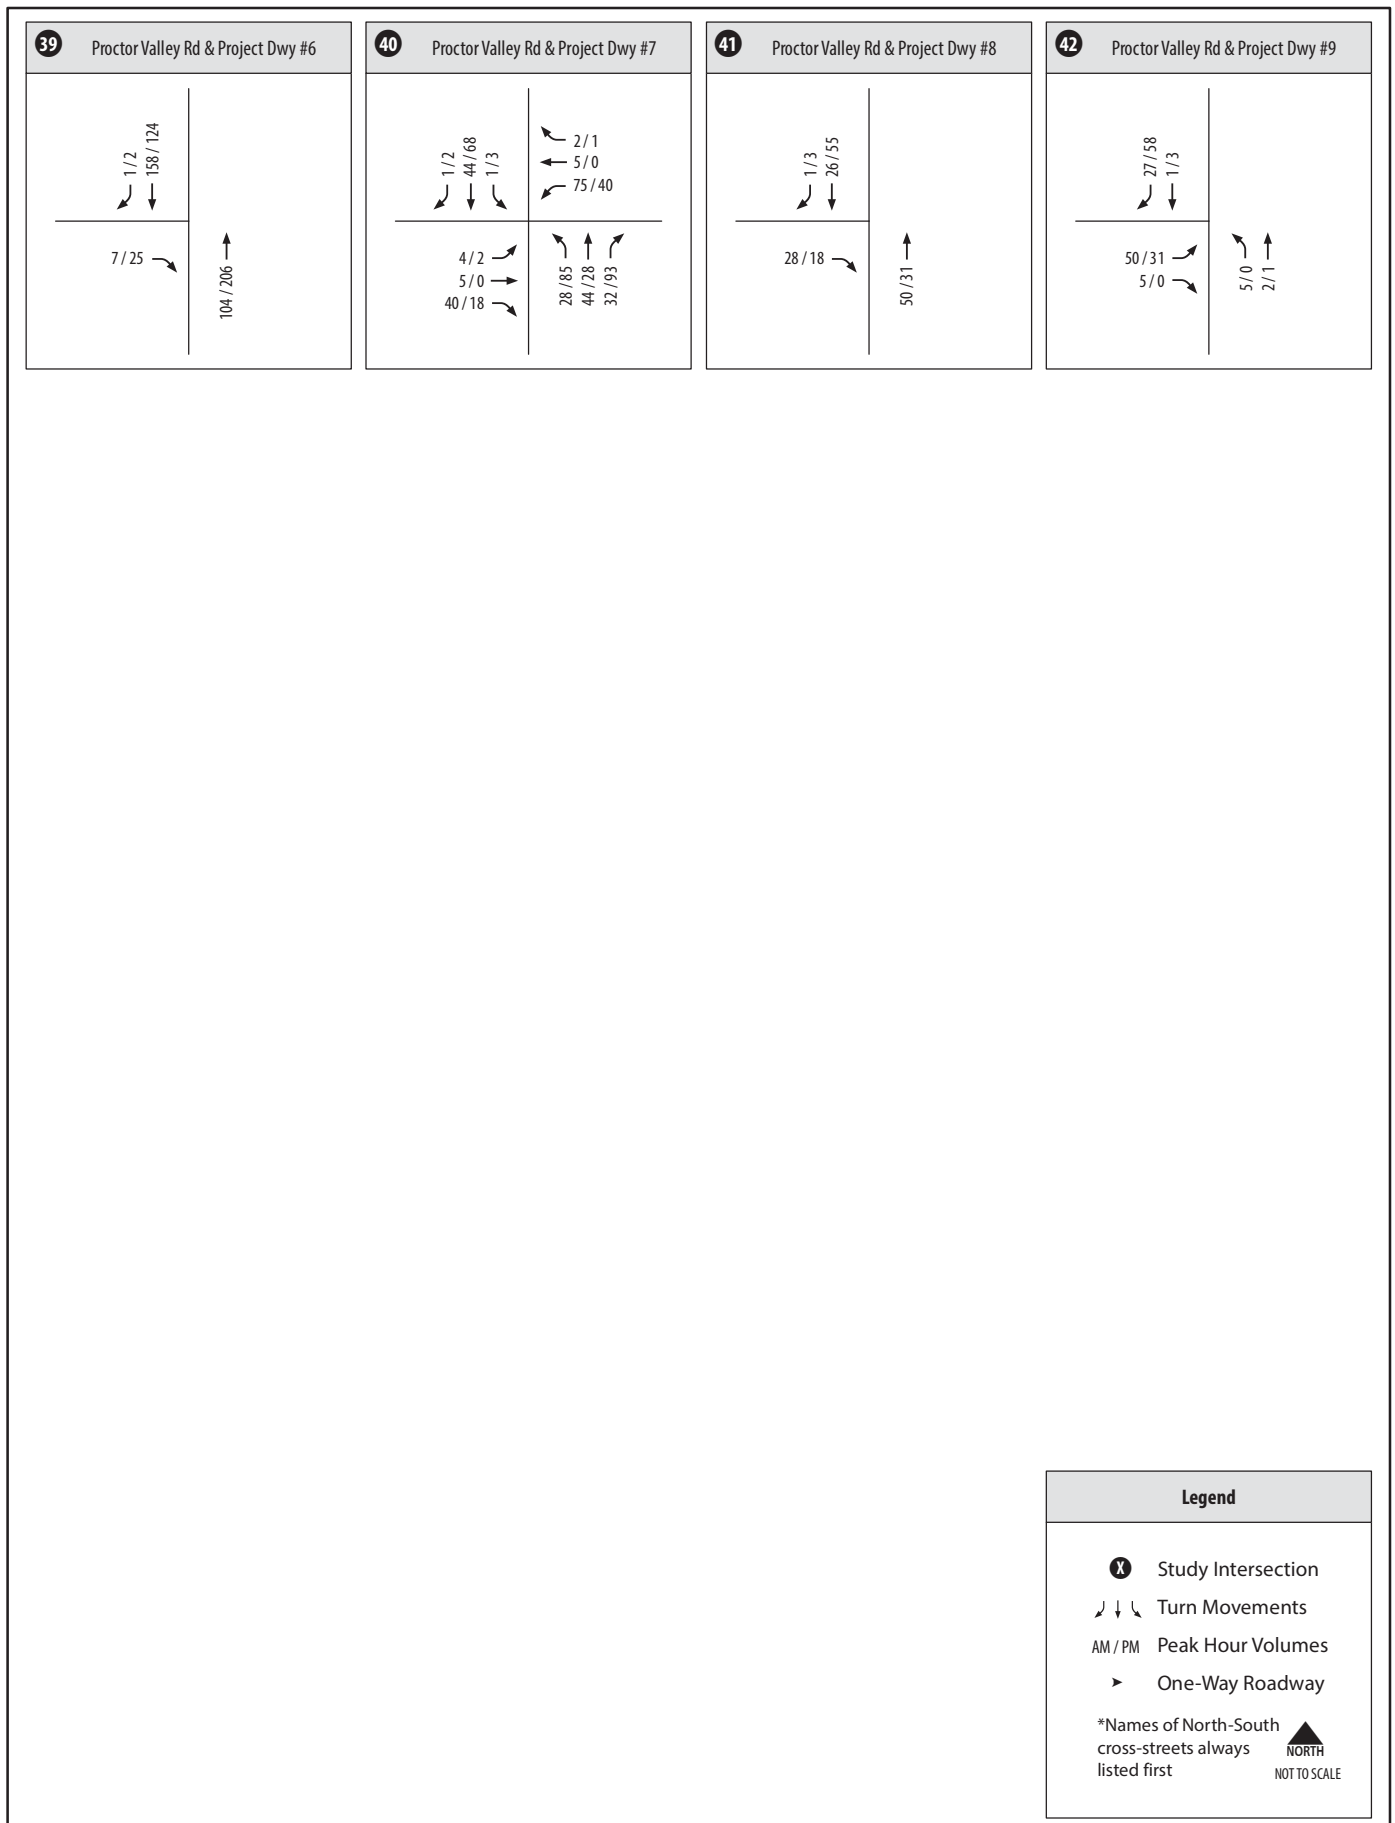 39 Proctor Valley Rd & Project Dwy #6
1 / 2
158 / 124
7 / 25
104 / 206
40 Proctor Valley Rd & Project Dwy #7
1 / 2
44 / 68
1 / 3
2 / 1
5 / 0
75 / 40
4 / 2
5 / 0
40 / 18
28 / 85
44 / 28
32 / 93
41 Proctor Valley Rd & Project Dwy #8
1 / 3
26 / 55
28 / 18
50 / 31
42 Proctor Valley Rd & Project Dwy #9
27 / 58
1 / 3
50 / 31
5 / 0
5 / 0
2 / 1
Legend
X Study Intersection
Turn Movements
AM / PM Peak Hour Volumes
One-Way Roadway
*Names of North-South
cross-streets always
listed first
NORTH
NOT TO SCALE